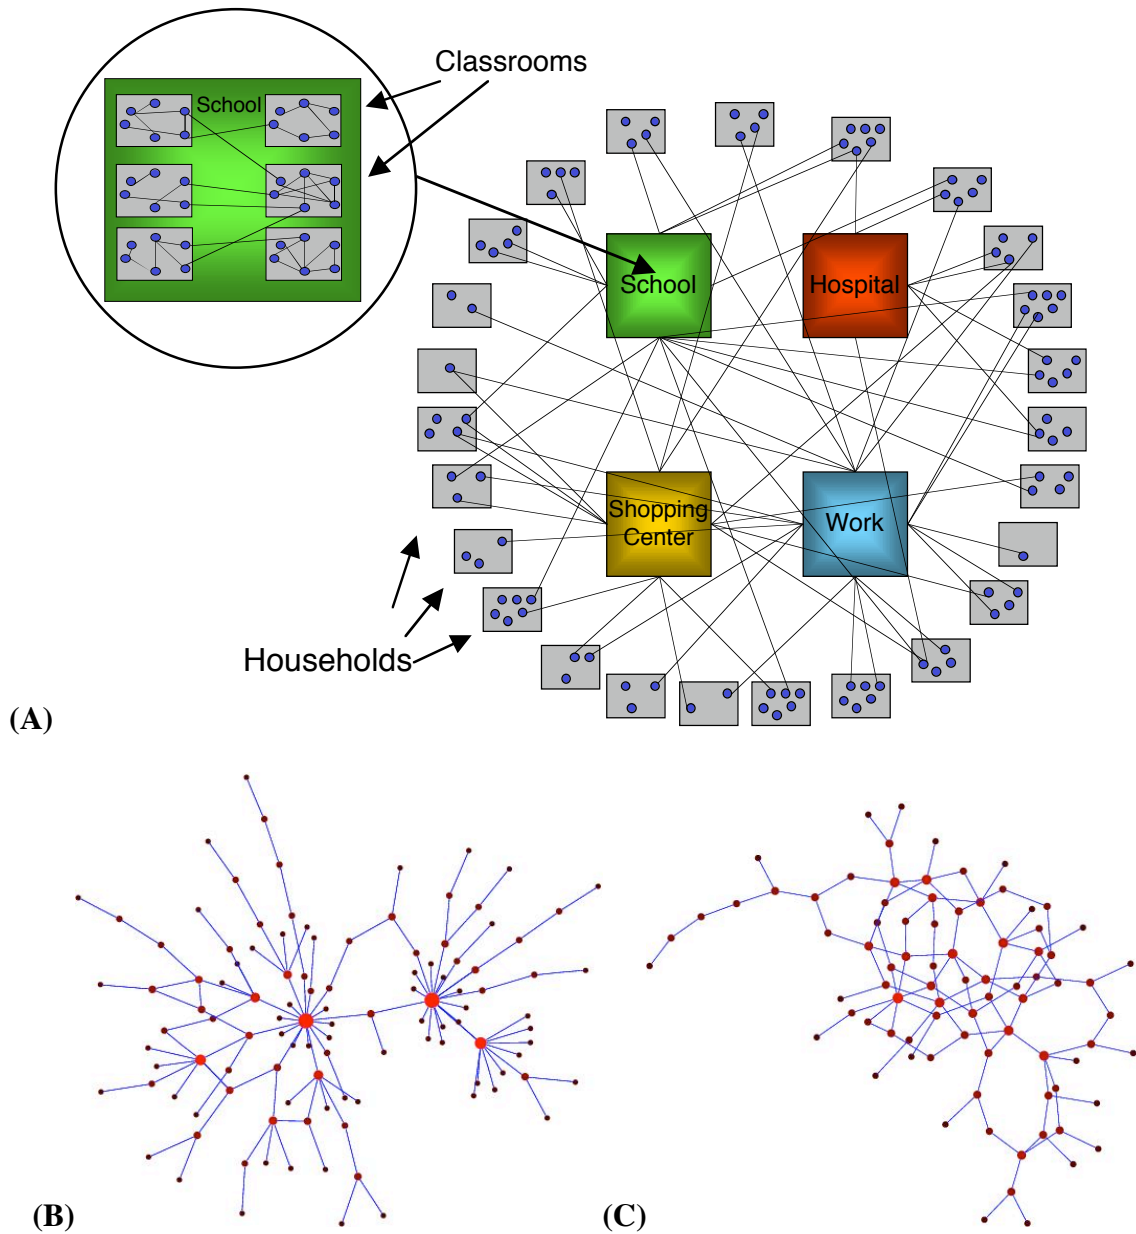 Classrooms
School
School
Hospital
Shopping
Center
Work
Households
(A)
(B)
(C)